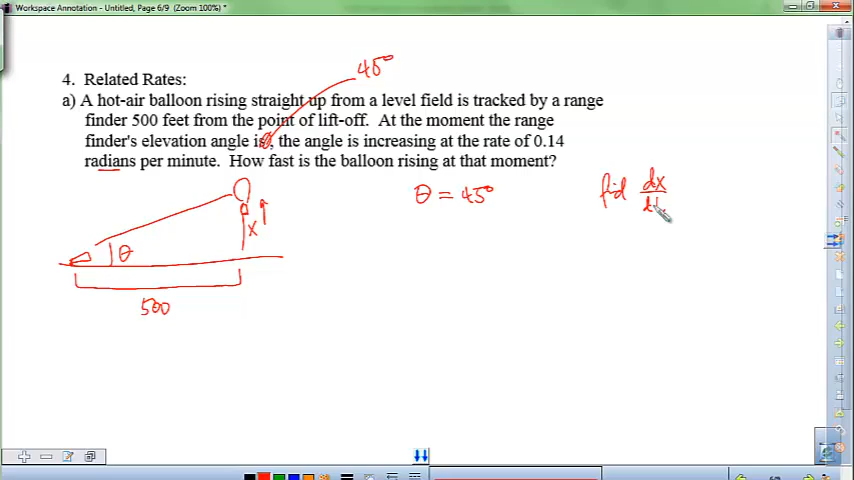 Workspace Annotation - Untitled, Page 6/9 (Zoom 100%) *
45°
4. Related Rates:
a) A hot-air balloon rising straight up from a level field is tracked by a range
finder 500 feet from the point of lift-off. At the moment the range
finder's elevation angle is , the angle is increasing at the rate of 0.14
radians per minute. How fast is the balloon rising at that moment?
θ = 45°
find dx
dt
x
θ
500